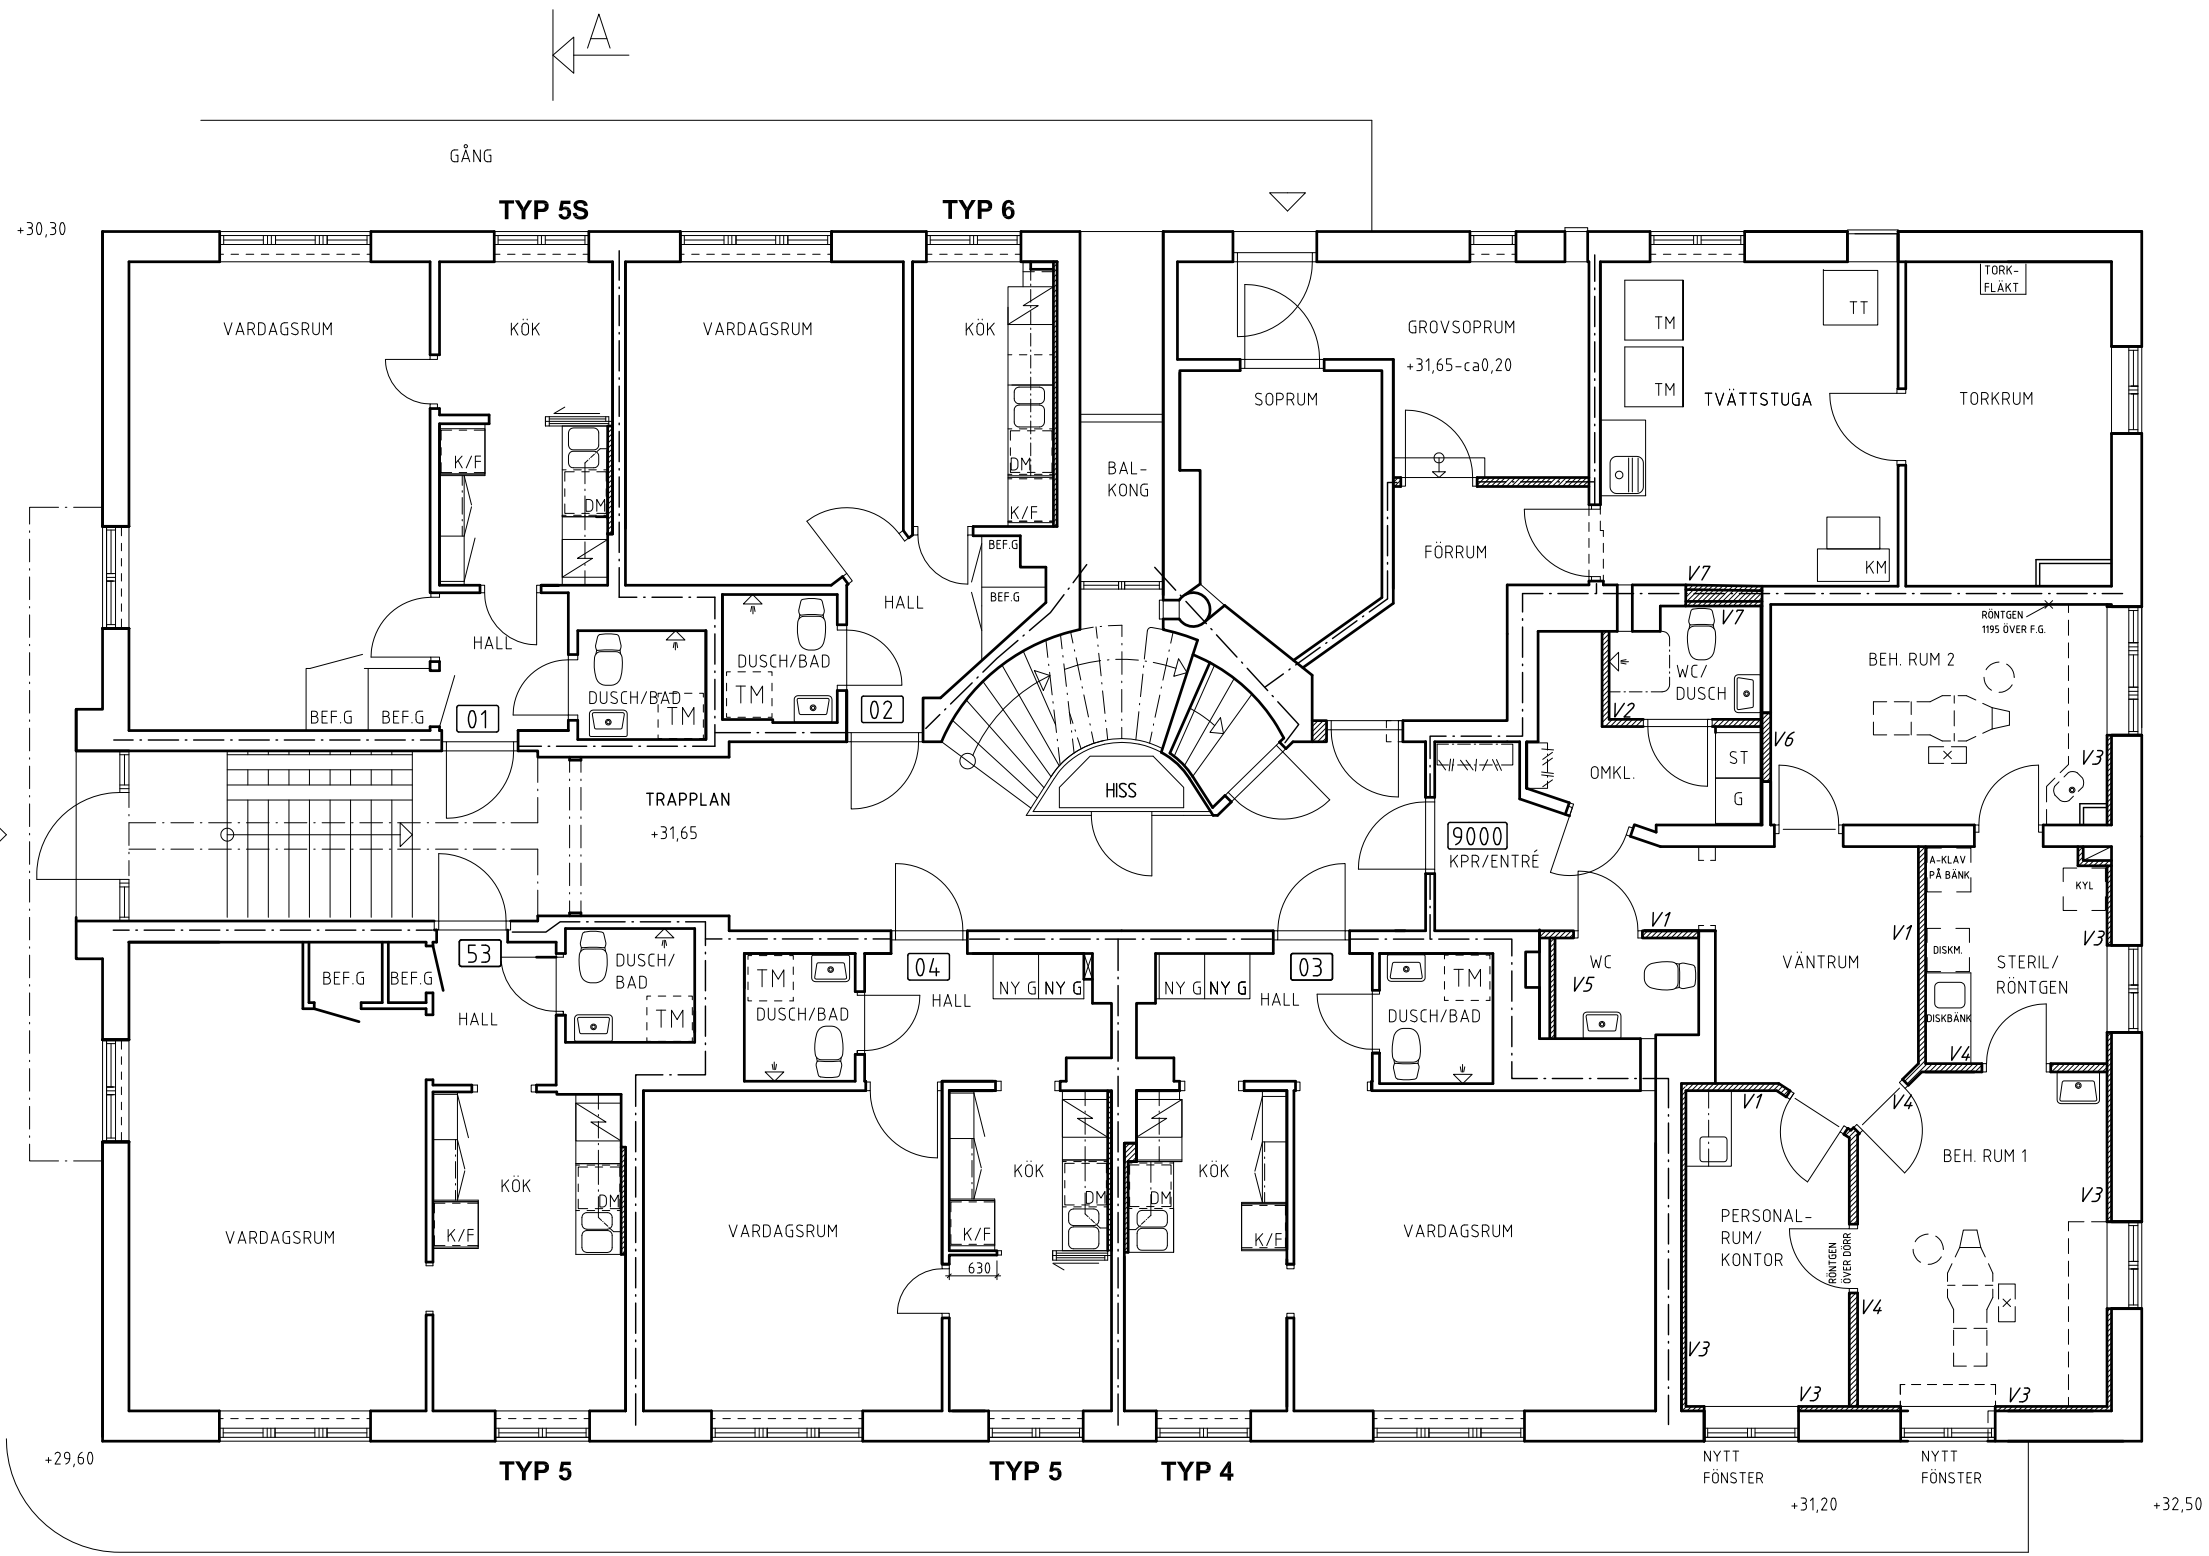 A
GÅNG
TYP 5S
TYP 6
+30,30
VARDAGSRUM
KÖK
K/F
DM
HALL
BEF.G
BEF.G
DUSCH/BAD
TM
01
VARDAGSRUM
KÖK
DM
K/F
BEF.G
BEF.G
HALL
DUSCH/BAD
TM
02
BAL-
KONG
SOPRUM
GROVSOPRUM
+31,65-ca0,20
FÖRRUM
TM
TM
TVÄTTSTUGA
TT
KM
TORK-
FLÄKT
TORKRUM
V7
V7
WC/
DUSCH
V2
RÖNTGEN
1195 ÖVER F.G.
BEH. RUM 2
V6
V3
OMKL.
ST
G
TRAPPLAN
+31,65
HISS
9000
KPR/ENTRÉ
V1
WC
V5
VÄNTRUM
V1
A-KLAV
PÅ BÄNK
KYL
DISKM.
V3
STERIL/
RÖNTGEN
DISKBÄNK
V4
53
BEF.G
BEF.G
HALL
DUSCH/
BAD
TM
KÖK
DM
K/F
VARDAGSRUM
TM
DUSCH/BAD
04
HALL
NY G
NY G
KÖK
DM
K/F
630
VARDAGSRUM
NY G
NY G
HALL
03
TM
DUSCH/BAD
KÖK
DM
K/F
VARDAGSRUM
V1
V4
BEH. RUM 1
V3
PERSONAL-
RUM/
KONTOR
RÖNTGEN
ÖVER DÖRR
V4
V3
V3
V3
+29,60
TYP 5
TYP 5
TYP 4
NYTT
FÖNSTER
NYTT
FÖNSTER
+31,20
+32,50